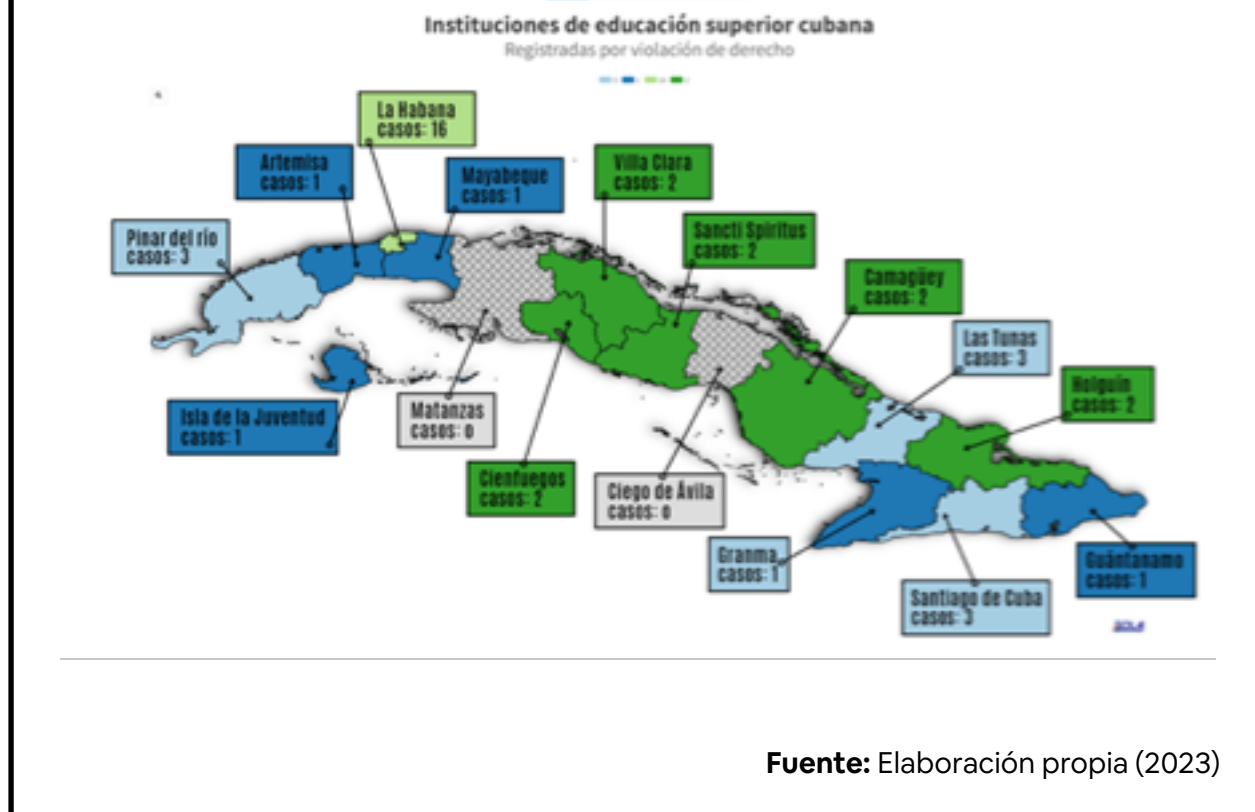 Instituciones de educación superior cubana
Registradas por violación de derecho
La Habana
casos: 16
Artemisa
casos: 1
Mayabeque
casos: 1
Villa Clara
casos: 2
Sancti Spiritus
casos: 2
Pinar del río
casos: 3
Camagüey
casos: 2
Las Tunas
casos: 3
Holguín
casos: 2
Isla de la Juventud
casos: 1
Matanzas
casos: 0
Cienfuegos
casos: 2
Ciego de Ávila
casos: 0
Granma
casos: 1
Santiago de Cuba
casos: 3
Guántanamo
casos: 1
Fuente: Elaboración propia (2023)